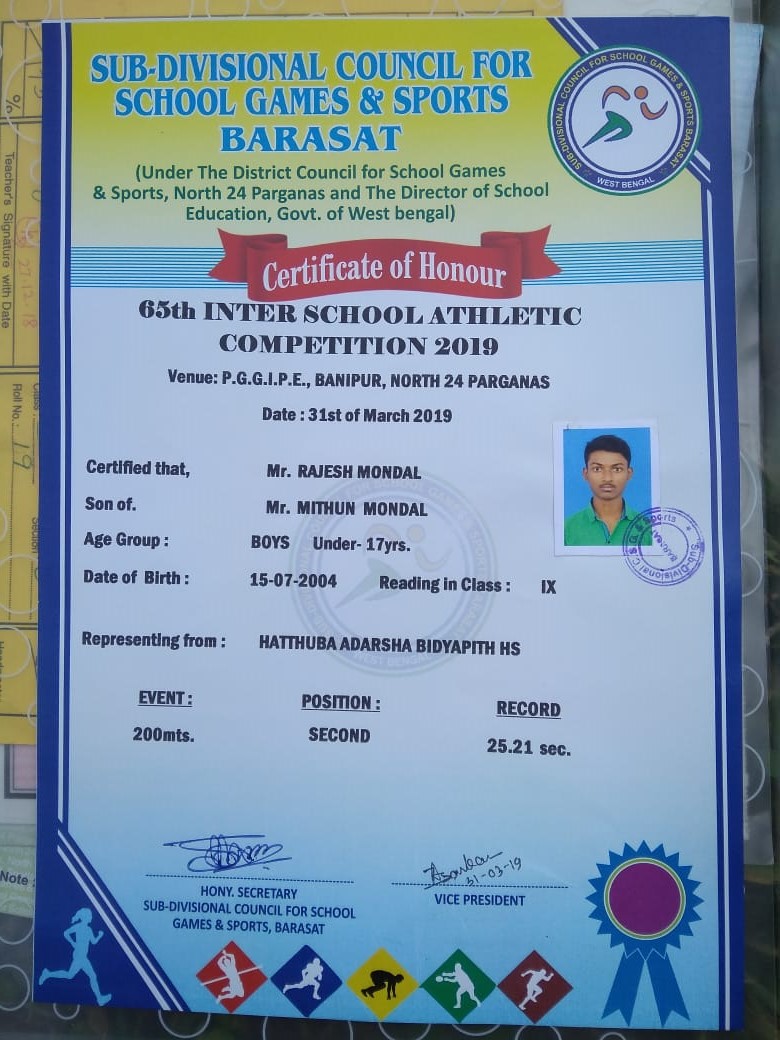 SUB-DIVISIONAL COUNCIL FOR
SCHOOL GAMES & SPORTS
BARASAT
(Under The District Council for School Games
& Sports, North 24 Parganas and The Director of School
Education, Govt. of West bengal)
SUB-DIVISIONAL COUNCIL FOR SCHOOL GAMES & SPORTS BARASAT
WEST BENGAL
Certificate of Honour
65th INTER SCHOOL ATHLETIC
COMPETITION 2019
Venue: P.G.G.I.P.E., BANIPUR, NORTH 24 PARGANAS
Date : 31st of March 2019
Certified that, Mr. RAJESH MONDAL
Son of. Mr. MITHUN MONDAL
Age Group : BOYS Under- 17yrs.
Date of Birth : 15-07-2004 Reading in Class : IX
Representing from : HATTHUBA ADARSHA BIDYAPITH HS
EVENT : POSITION : RECORD
200mts. SECOND 25.21 sec.
31-03-19
HONY. SECRETARY
SUB-DIVISIONAL COUNCIL FOR SCHOOL
GAMES & SPORTS, BARASAT
VICE PRESIDENT
Sub-Divisional C S.G. & Sports
Teacher's Signature with Date
27.12.18
Roll No.: 19
%
Note :